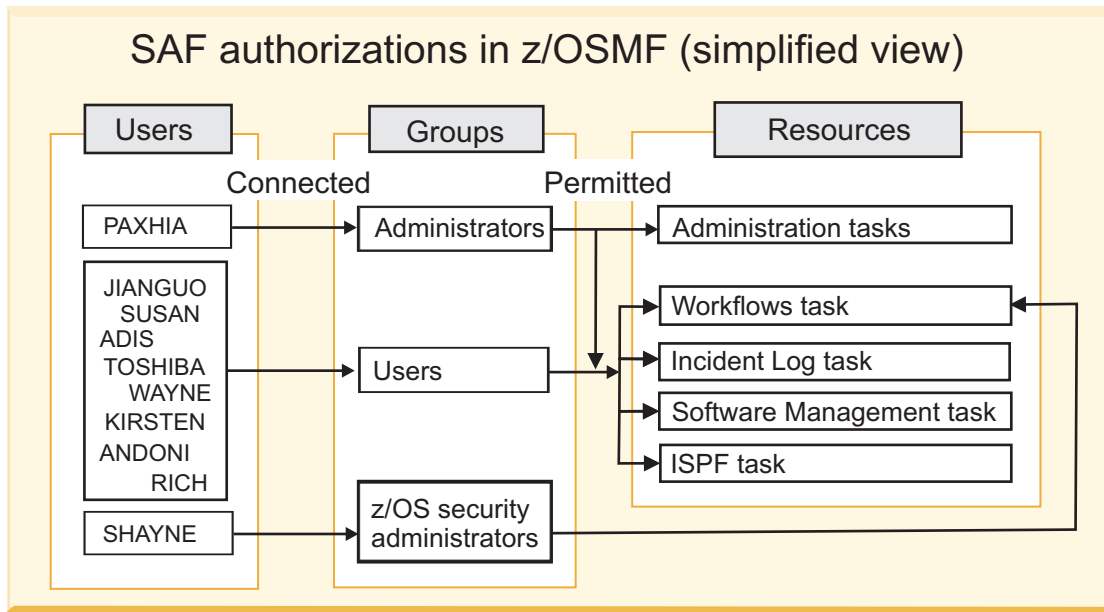 SAF authorizations in z/OSMF (simplified view)
Users
Groups
Resources
Connected
Permitted
PAXHIA
Administrators
Administration tasks
JIANGUO
SUSAN
ADIS
TOSHIBA
WAYNE
KIRSTEN
ANDONI
RICH
Users
Workflows task
Incident Log task
Software Management task
ISPF task
SHAYNE
z/OS security
administrators